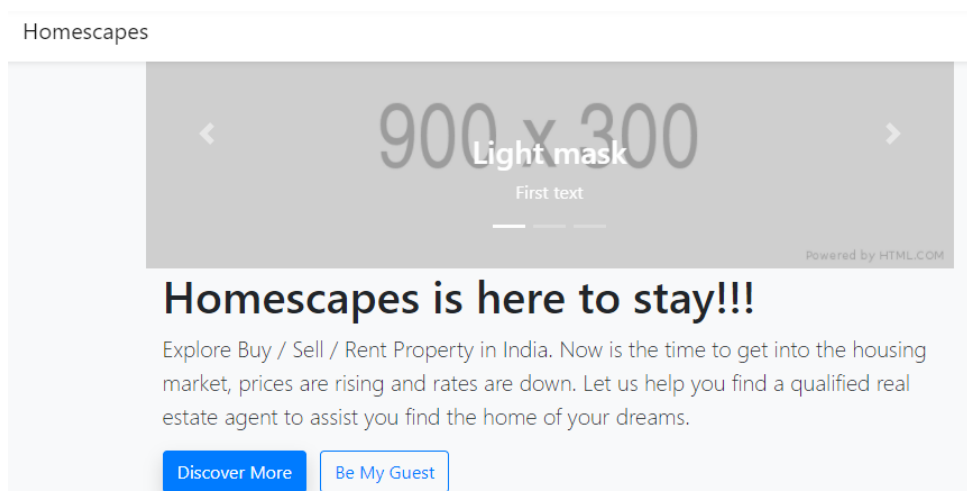 Homescapes
900 x 300
Light mask
First text
Powered by HTML.COM
Homescapes is here to stay!!!
Explore Buy / Sell / Rent Property in India. Now is the time to get into the housing
market, prices are rising and rates are down. Let us help you find a qualified real
estate agent to assist you find the home of your dreams.
Discover More
Be My Guest